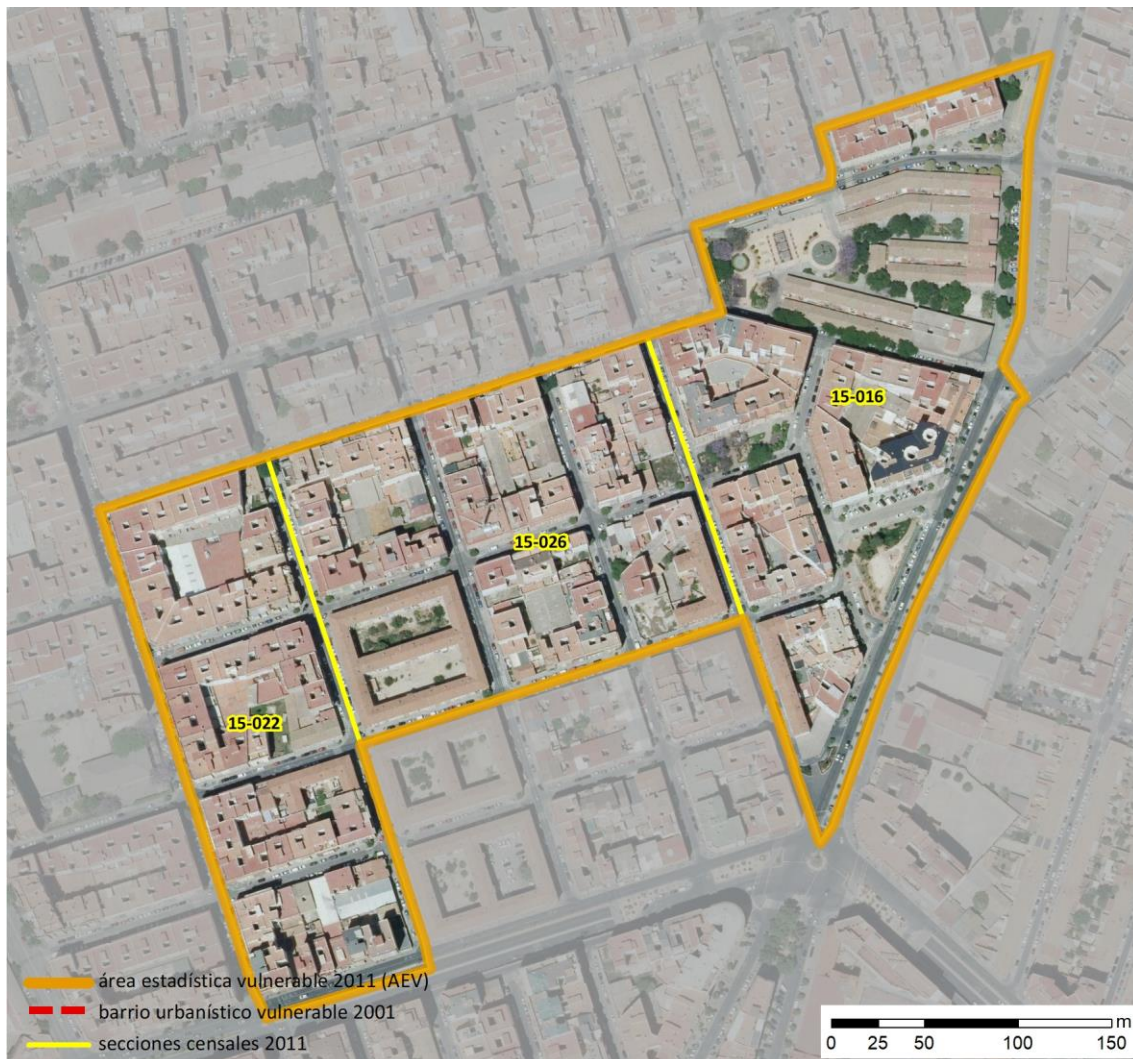 15-016
15-026
15-022
área estadística vulnerable 2011 (AEV)
barrio urbanístico vulnerable 2001
secciones censales 2011
m
0 25 50 100 150